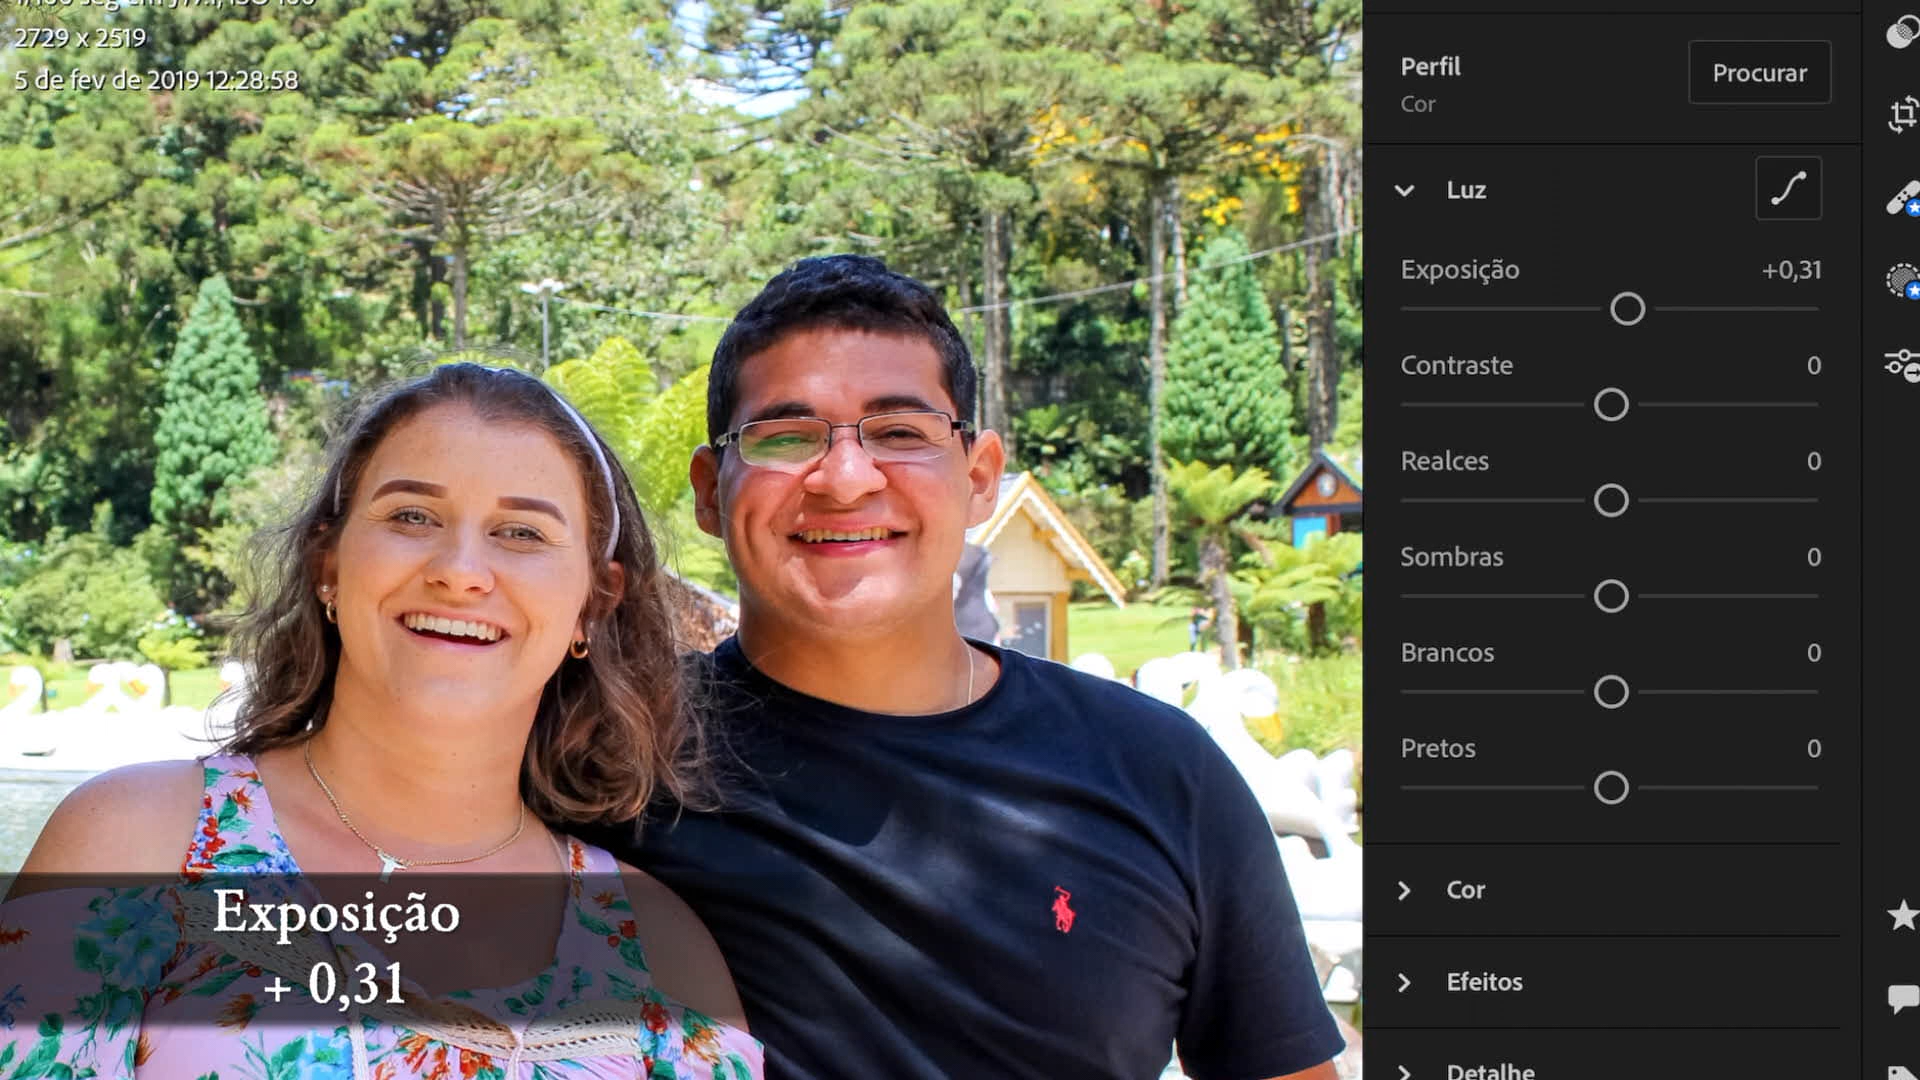 2729 x 2519
5 de fev de 2019 12:28:58
Perfil
Procurar
Cor
Luz
Exposição +0,31
Contraste 0
Realces 0
Sombras 0
Brancos 0
Pretos 0
Cor
Efeitos
Detalhe
Exposição
+ 0,31